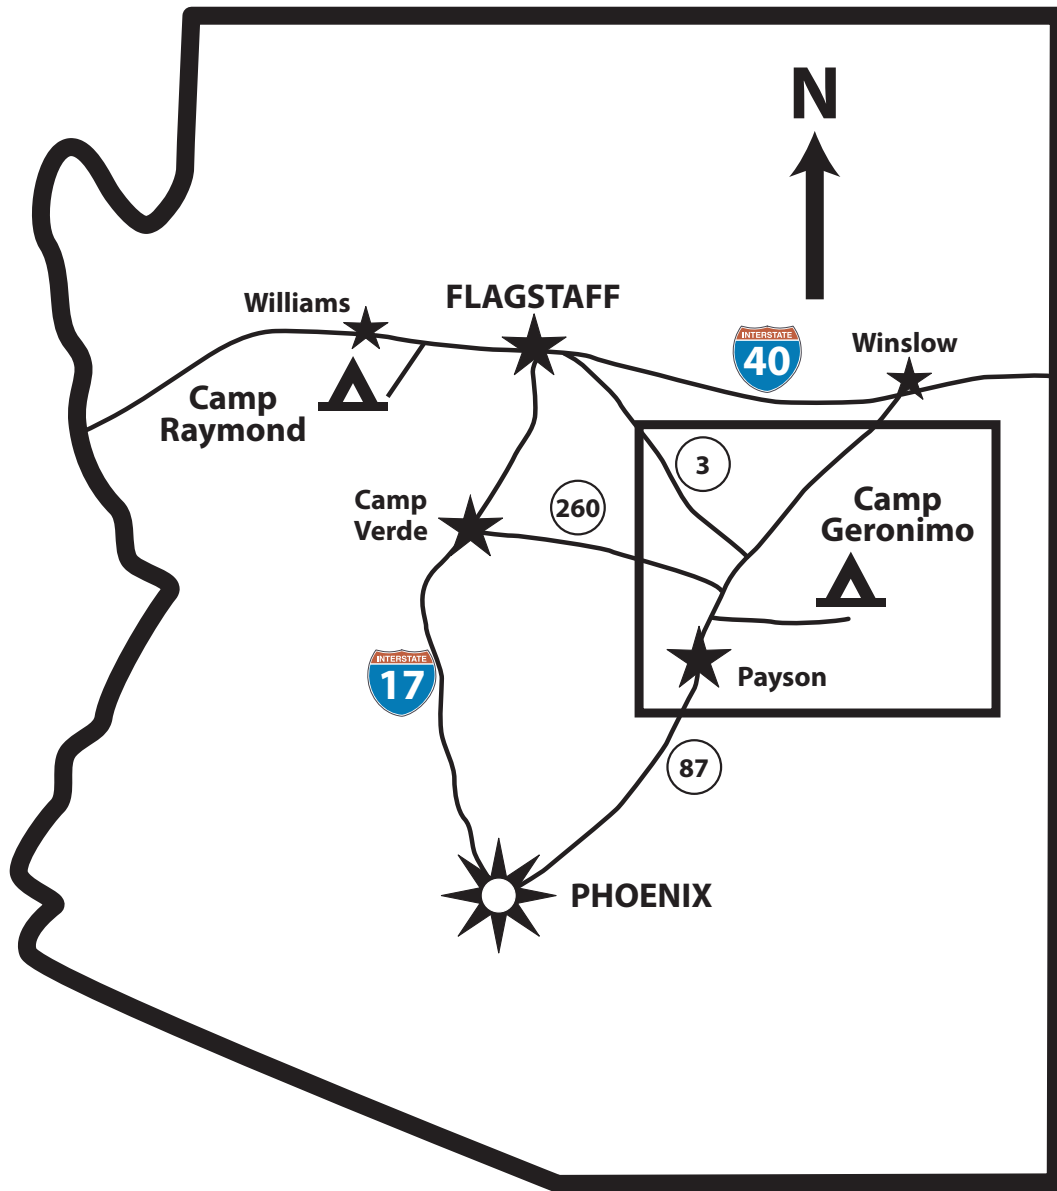 N
FLAGSTAFF
Williams
INTERSTATE
40
Winslow
Camp
Raymond
3
Camp
Verde
260
Camp
Geronimo
INTERSTATE
17
Payson
87
PHOENIX